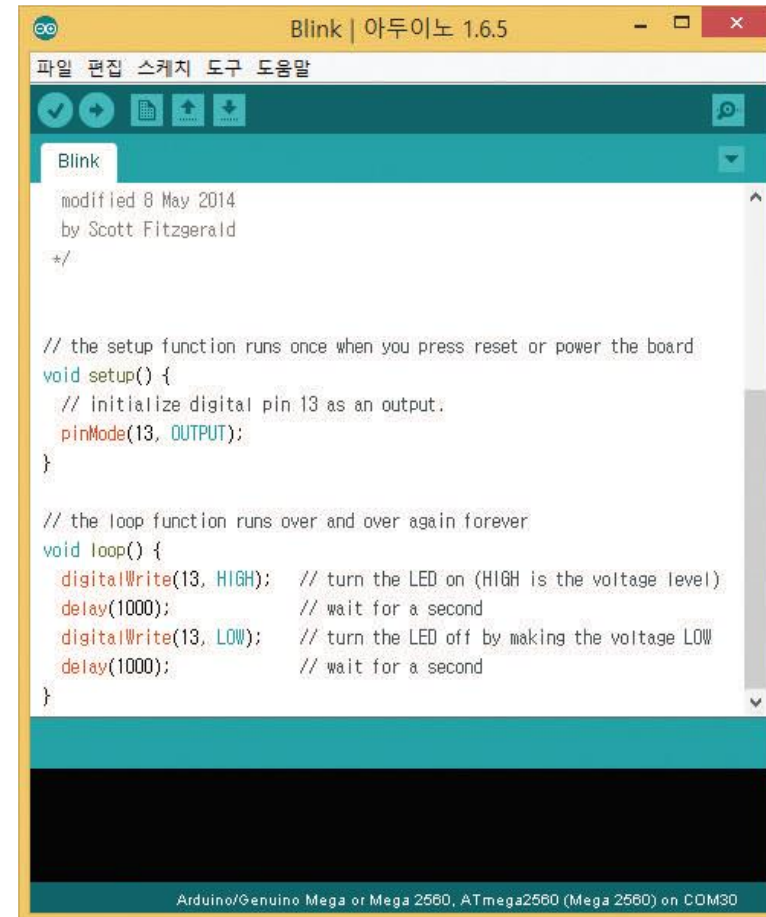 Blink | 아두이노 1.6.5
파일 편집 스케치 도구 도움말
Blink
modified 8 May 2014
by Scott Fitzgerald
*/
// the setup function runs once when you press reset or power the board
void setup() {
// initialize digital pin 13 as an output.
pinMode(13, OUTPUT);
}
// the loop function runs over and over again forever
void loop() {
digitalWrite(13, HIGH);   // turn the LED on (HIGH is the voltage level)
delay(1000);              // wait for a second
digitalWrite(13, LOW);    // turn the LED off by making the voltage LOW
delay(1000);              // wait for a second
}
Arduino/Genuino Mega or Mega 2560, ATmega2560 (Mega 2560) on COM30